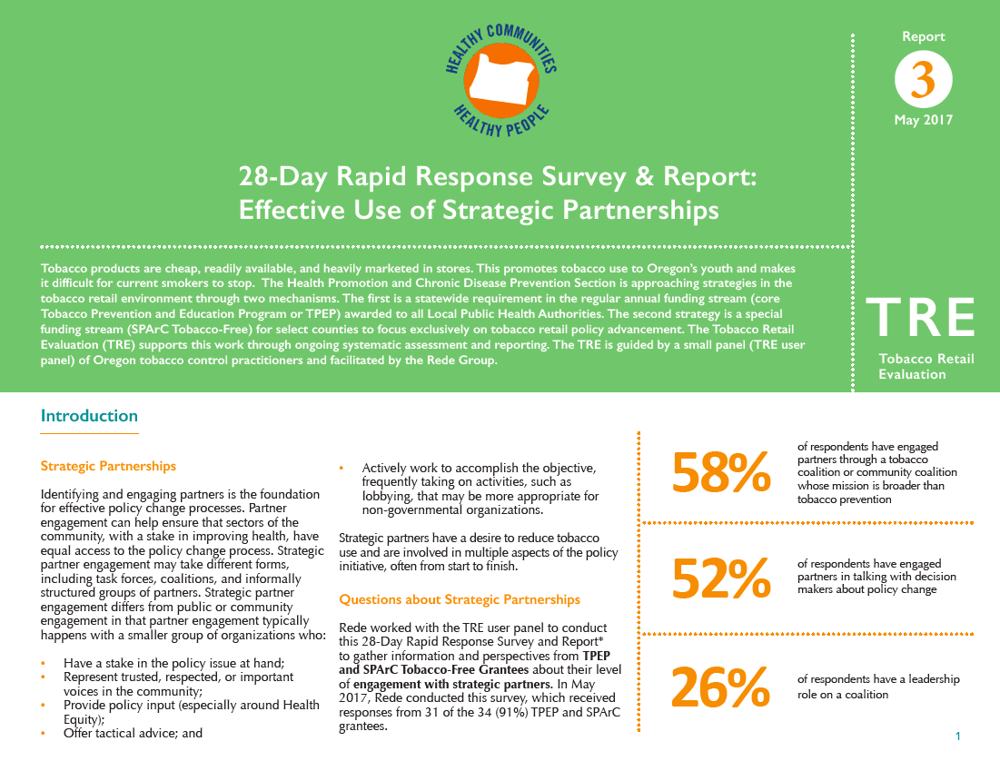 HEALTHY COMMUNITIES
HEALTHY PEOPLE
Report
3
May 2017
28-Day Rapid Response Survey & Report:
Effective Use of Strategic Partnerships
Tobacco products are cheap, readily available, and heavily marketed in stores. This promotes tobacco use to Oregon's youth and makes
it difficult for current smokers to stop.  The Health Promotion and Chronic Disease Prevention Section is approaching strategies in the
tobacco retail environment through two mechanisms. The first is a statewide requirement in the regular annual funding stream (core
Tobacco Prevention and Education Program or TPEP) awarded to all Local Public Health Authorities. The second strategy is a special
funding stream (SPArC Tobacco-Free) for select counties to focus exclusively on tobacco retail policy advancement. The Tobacco Retail
Evaluation (TRE) supports this work through ongoing systematic assessment and reporting. The TRE is guided by a small panel (TRE user
panel) of Oregon tobacco control practitioners and facilitated by the Rede Group.
TRE
Tobacco Retail
Evaluation
Introduction
Strategic Partnerships
Identifying and engaging partners is the foundation
for effective policy change processes. Partner
engagement can help ensure that sectors of the
community, with a stake in improving health, have
equal access to the policy change process. Strategic
partner engagement may take different forms,
including task forces, coalitions, and informally
structured groups of partners. Strategic partner
engagement differs from public or community
engagement in that partner engagement typically
happens with a smaller group of organizations who:
• Have a stake in the policy issue at hand;
• Represent trusted, respected, or important
voices in the community;
• Provide policy input (especially around Health
Equity);
• Offer tactical advice; and
• Actively work to accomplish the objective,
frequently taking on activities, such as
lobbying, that may be more appropriate for
non-governmental organizations.
Strategic partners have a desire to reduce tobacco
use and are involved in multiple aspects of the policy
initiative, often from start to finish.
Questions about Strategic Partnerships
Rede worked with the TRE user panel to conduct
this 28-Day Rapid Response Survey and Report*
to gather information and perspectives from TPEP
and SPArC Tobacco-Free Grantees about their level
of engagement with strategic partners. In May
2017, Rede conducted this survey, which received
responses from 31 of the 34 (91%) TPEP and SPArC
grantees.
58%
of respondents have engaged
partners through a tobacco
coalition or community coalition
whose mission is broader than
tobacco prevention
52%
of respondents have engaged
partners in talking with decision
makers about policy change
26%
of respondents have a leadership
role on a coalition
1